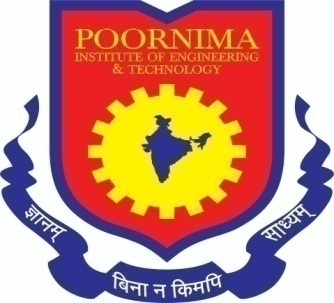 POORNIMA
INSTITUTE OF ENGINEERING
& TECHNOLOGY
ज्ञानम्
बिना न किमपि
साध्यम्